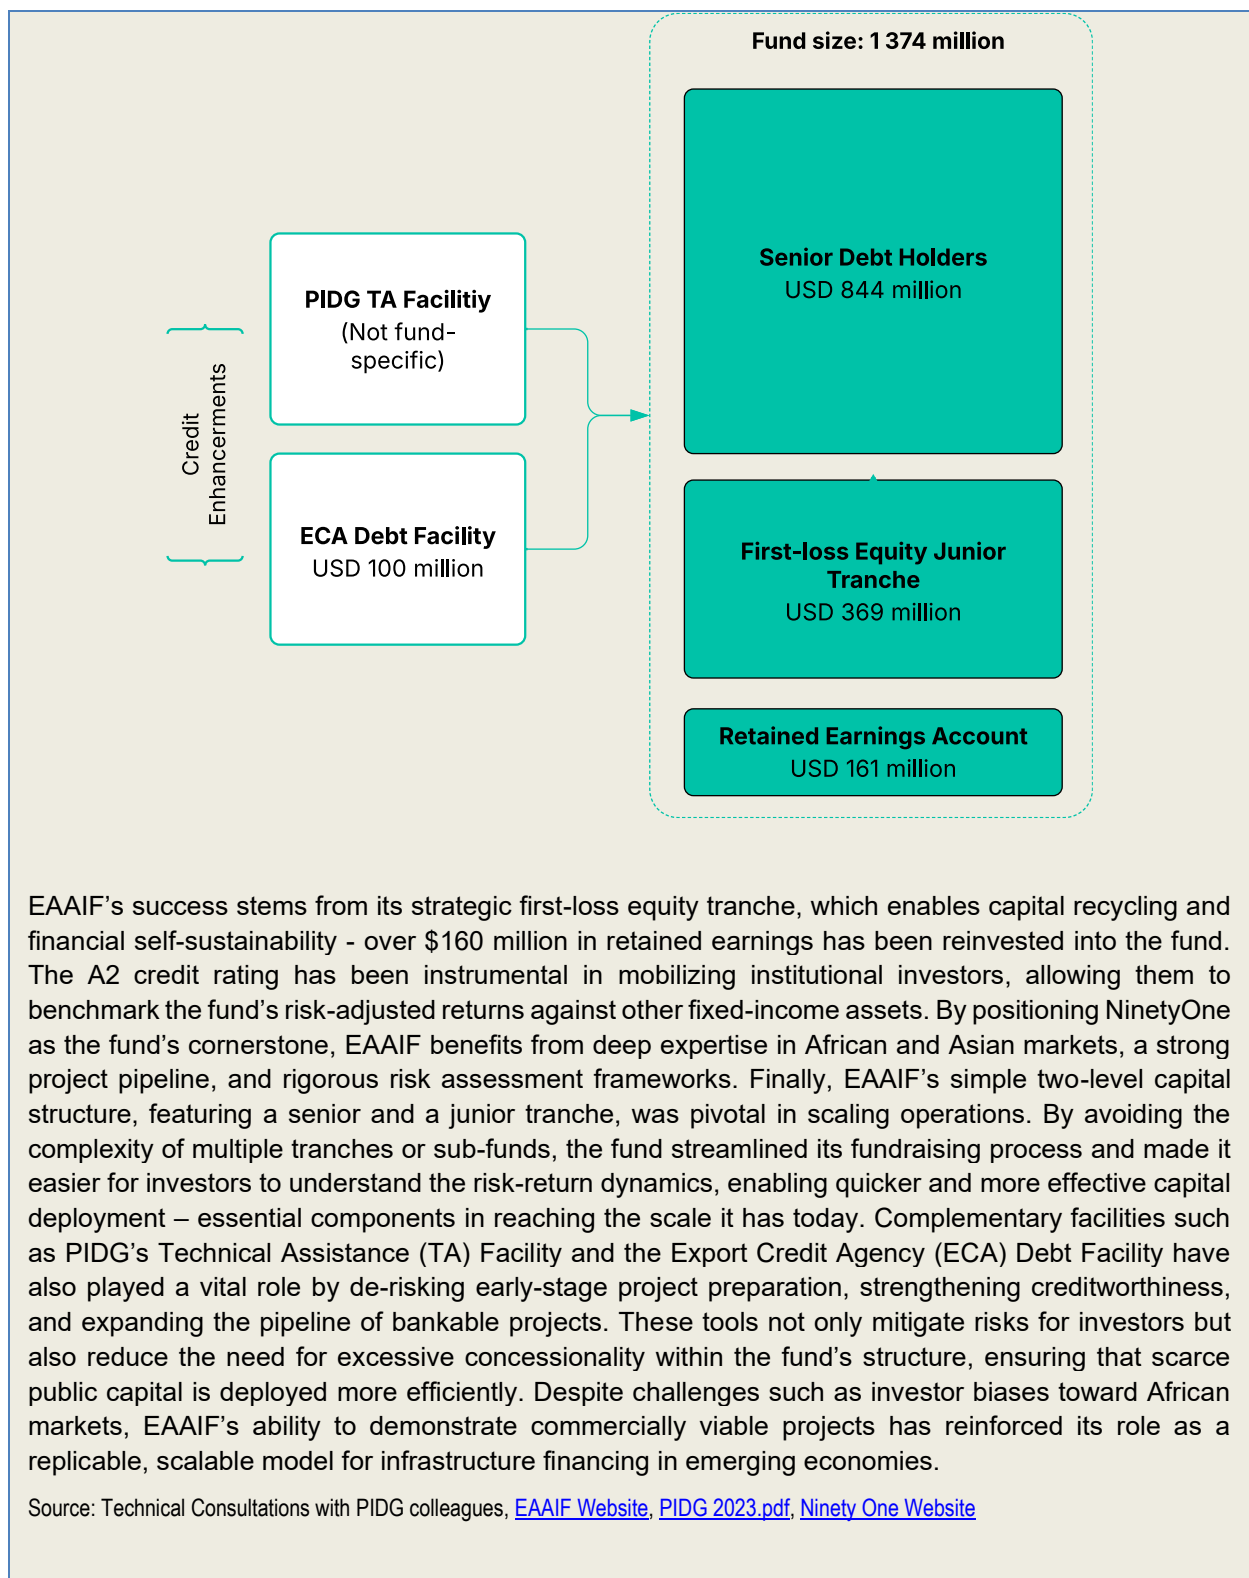 Fund size: 1 374 million
Senior Debt Holders
USD 844 million
PIDG TA Facilitiy
(Not fund-
specific)
Credit
Enhancerments
ECA Debt Facility
USD 100 million
First-loss Equity Junior
Tranche
USD 369 million
Retained Earnings Account
USD 161 million
EAAIF’s success stems from its strategic first-loss equity tranche, which enables capital recycling and
financial self-sustainability - over $160 million in retained earnings has been reinvested into the fund.
The A2 credit rating has been instrumental in mobilizing institutional investors, allowing them to
benchmark the fund’s risk-adjusted returns against other fixed-income assets. By positioning NinetyOne
as the fund’s cornerstone, EAAIF benefits from deep expertise in African and Asian markets, a strong
project pipeline, and rigorous risk assessment frameworks. Finally, EAAIF’s simple two-level capital
structure, featuring a senior and a junior tranche, was pivotal in scaling operations. By avoiding the
complexity of multiple tranches or sub-funds, the fund streamlined its fundraising process and made it
easier for investors to understand the risk-return dynamics, enabling quicker and more effective capital
deployment – essential components in reaching the scale it has today. Complementary facilities such
as PIDG’s Technical Assistance (TA) Facility and the Export Credit Agency (ECA) Debt Facility have
also played a vital role by de-risking early-stage project preparation, strengthening creditworthiness,
and expanding the pipeline of bankable projects. These tools not only mitigate risks for investors but
also reduce the need for excessive concessionality within the fund’s structure, ensuring that scarce
public capital is deployed more efficiently. Despite challenges such as investor biases toward African
markets, EAAIF’s ability to demonstrate commercially viable projects has reinforced its role as a
replicable, scalable model for infrastructure financing in emerging economies.
Source: Technical Consultations with PIDG colleagues, EAAIF Website, PIDG 2023.pdf, Ninety One Website